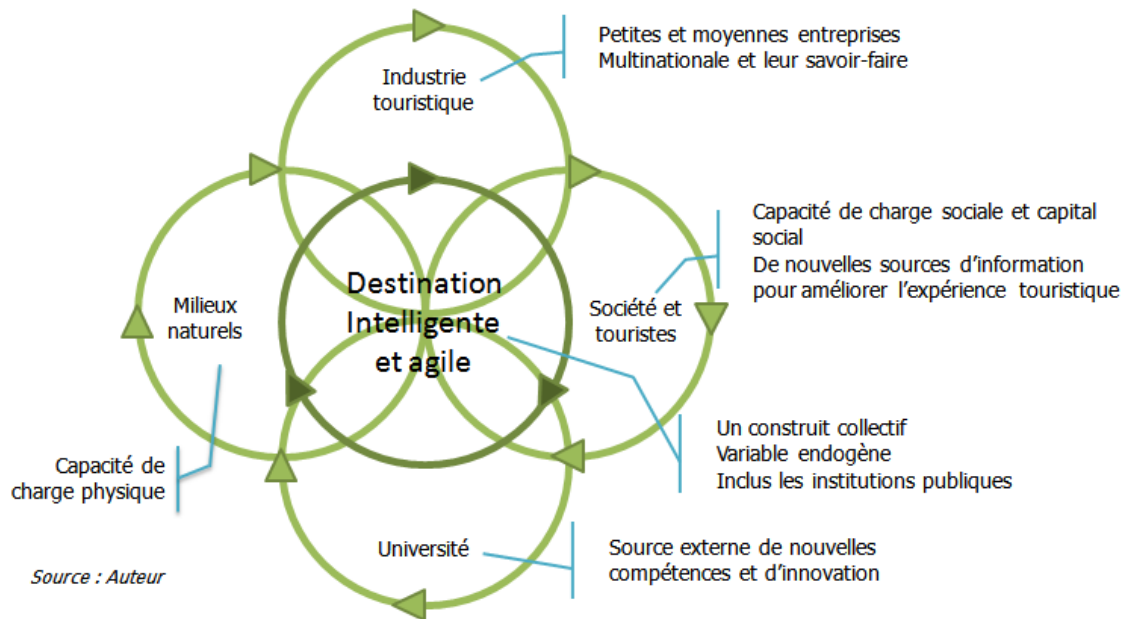 Petites et moyennes entreprises
Multinationale et leur savoir-faire
Industrie
touristique
Capacité de charge sociale et capital
social
De nouvelles sources d'information
pour améliorer l'expérience touristique
Destination
Intelligente
et agile
Milieux
naturels
Société et
touristes
Un construit collectif
Variable endogène
Inclus les institutions publiques
Capacité de
charge physique
Université
Source externe de nouvelles
compétences et d'innovation
Source : Auteur